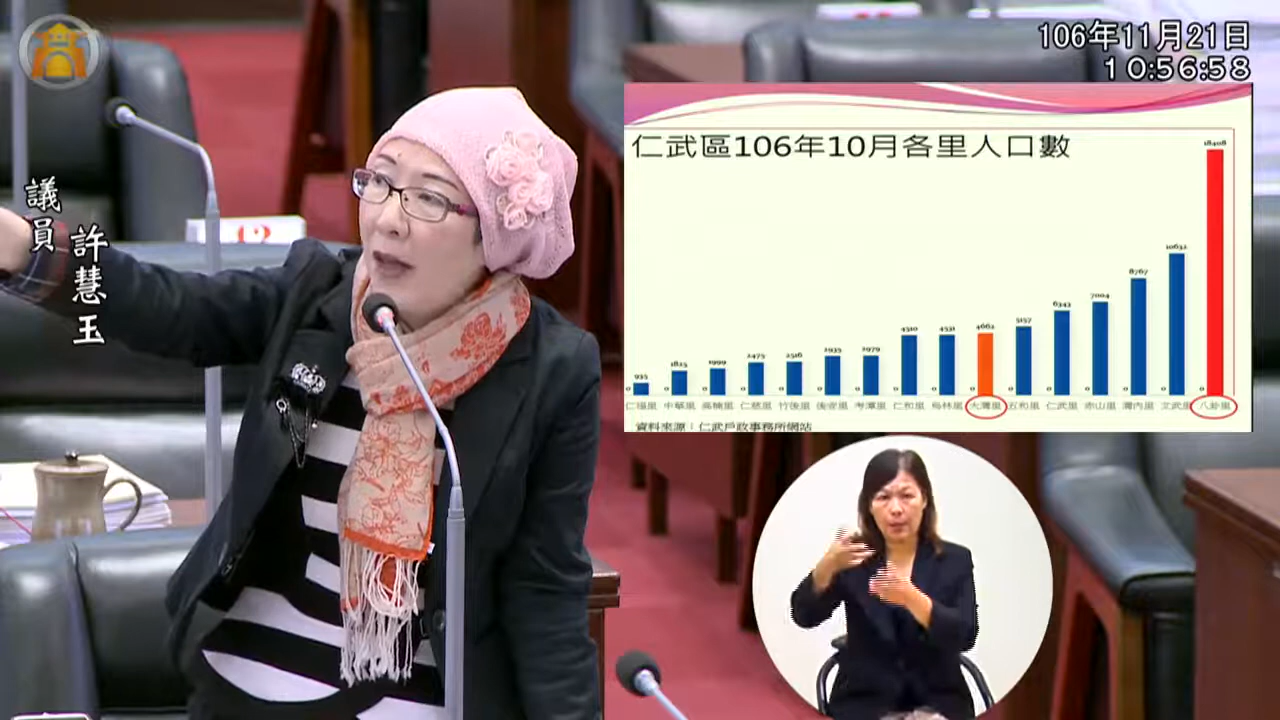 106年11月21日
10:56:58
議員
許慧玉
仁武區106年10月各里人口數
18408
10632
8767
7004
6343
5157
4662
4531
4510
2979
2935
2516
2475
1999
1825
935
仁福里 中華里 高楠里 仁慈里 竹後里 後安里 考潭里 仁和里 烏林里 大灣里 五和里 仁武里 赤山里 灣內里 文武里 八卦里
資料來源：仁武戶政事務所網站